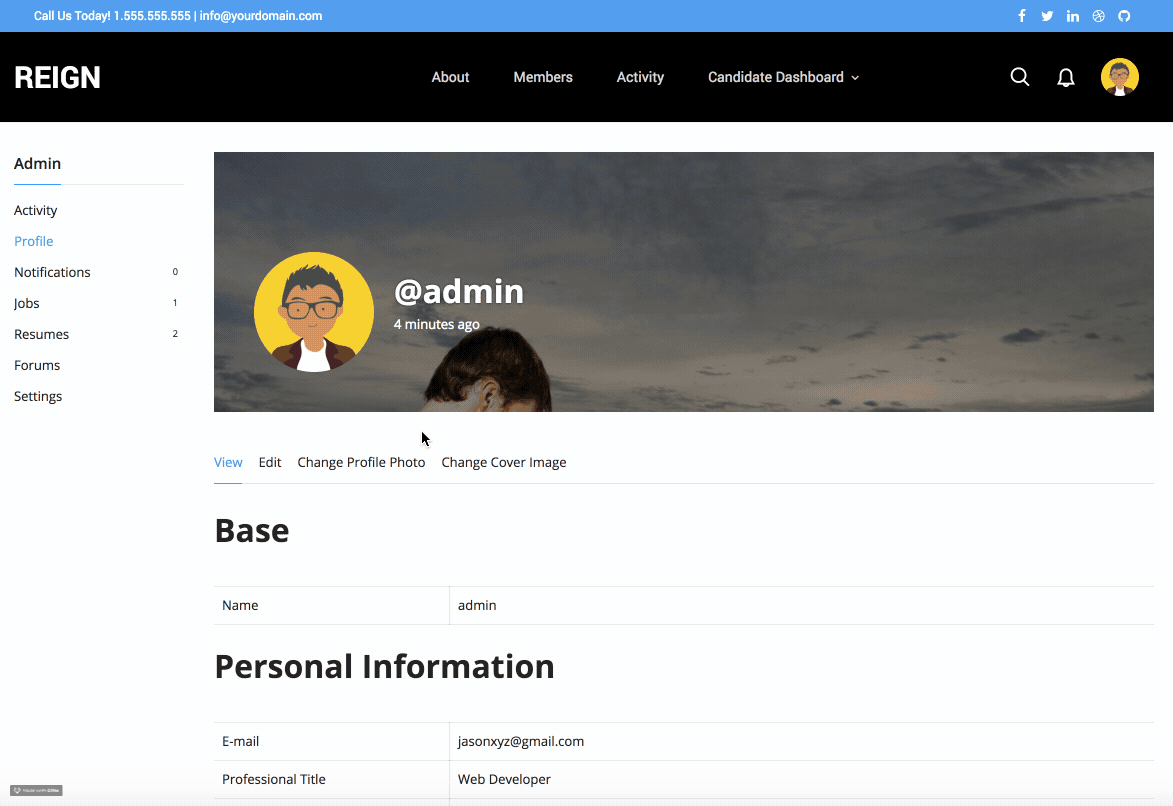 Call Us Today! 1.555.555.555 | info@yourdomain.com
REIGN
About Members Activity Candidate Dashboard
Admin
Activity
Profile
Notifications 0
Jobs 1
Resumes 2
Forums
Settings
@admin
4 minutes ago
View Edit Change Profile Photo Change Cover Image
Base
Name admin
Personal Information
E-mail jasonxyz@gmail.com
Professional Title Web Developer